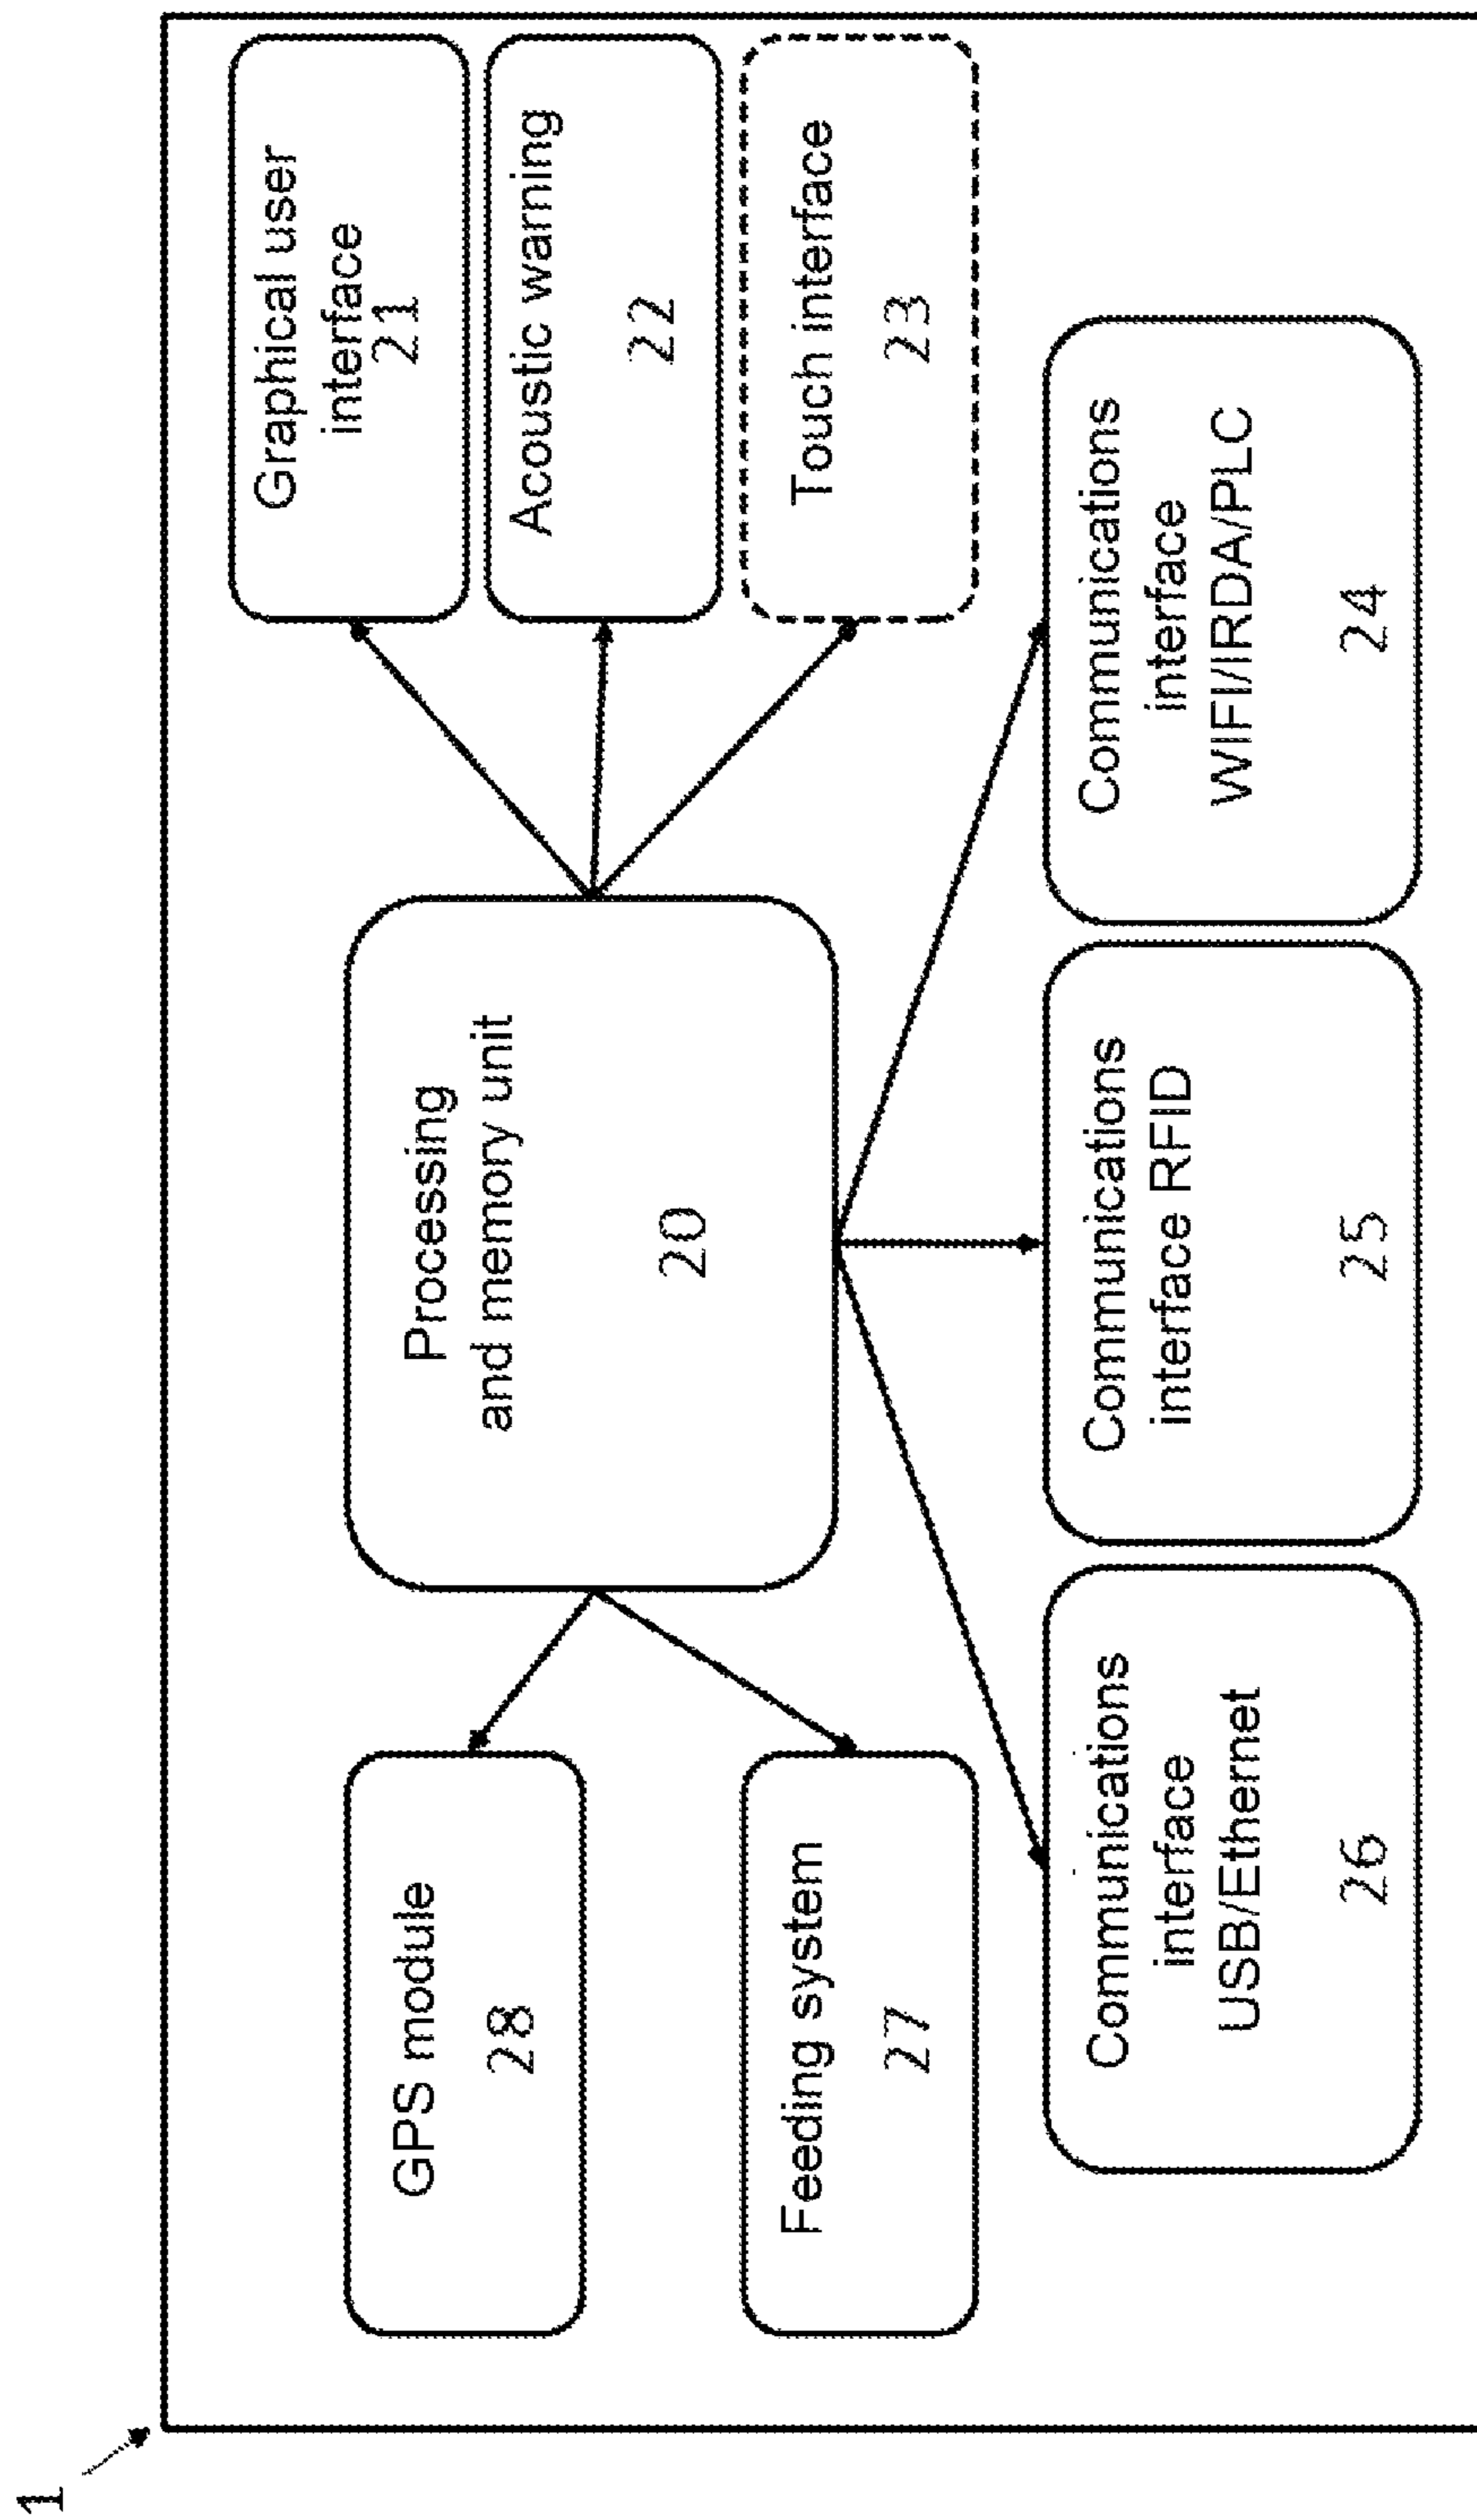 1
GPS module
28
Feeding system
27
Processing
and memory unit
20
Graphical user
interface
21
Acoustic warning
22
Touch interface
23
Communications
interface
USB/Ethernet
26
Communications
interface RFID
25
Communications
interface
WIFI/IRDA/PLC
24